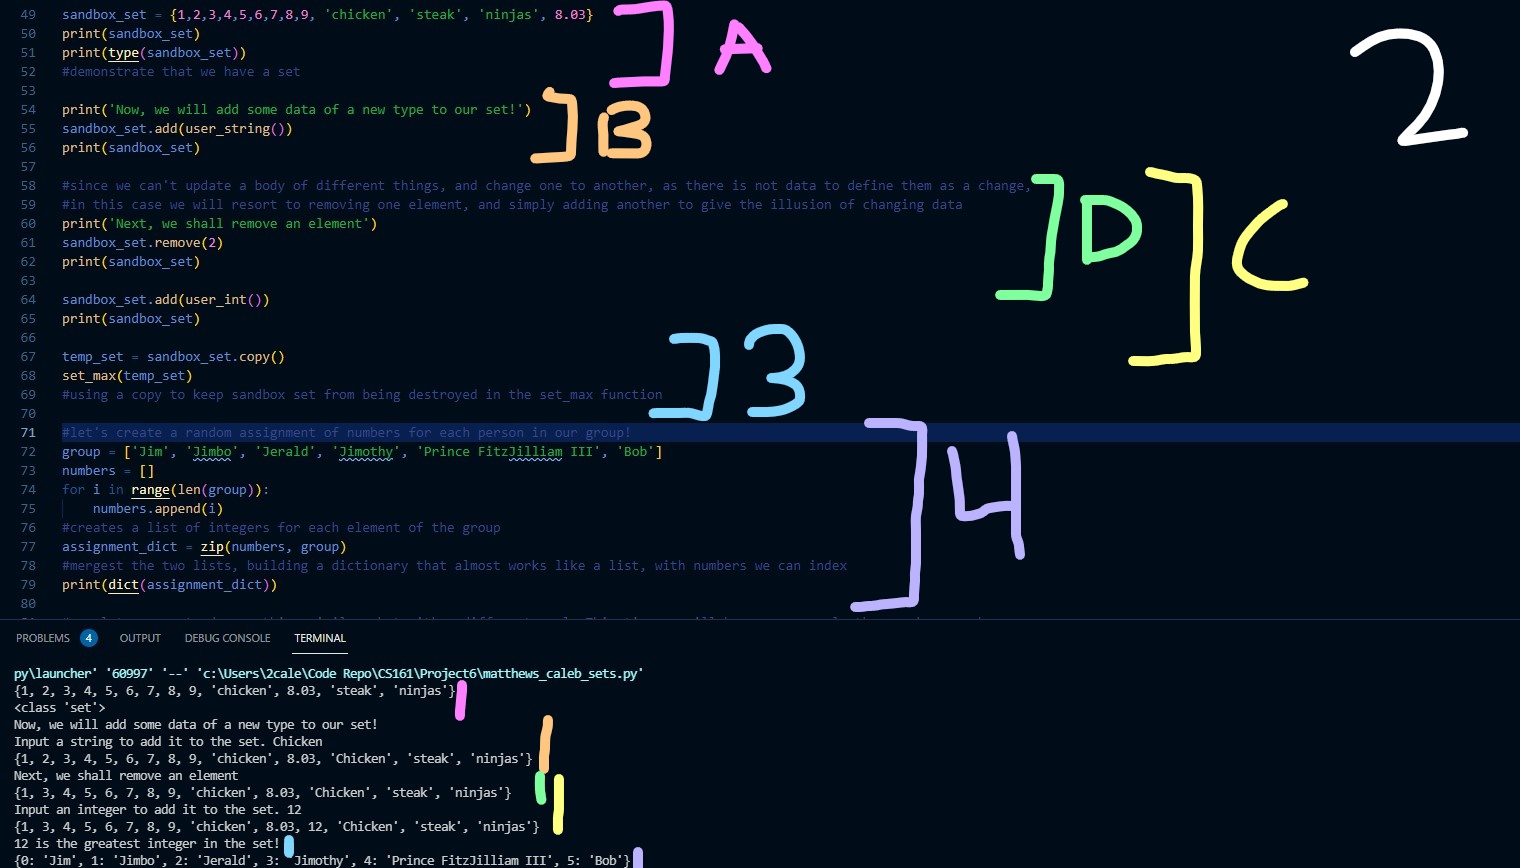 49 sandbox_set = {1,2,3,4,5,6,7,8,9, 'chicken', 'steak', 'ninjas', 8.03}
50 print(sandbox_set)
51 print(type(sandbox_set))
52 #demonstrate that we have a set
A
2
53
54 print('Now, we will add some data of a new type to our set!')
55 sandbox_set.add(user_string())
56 print(sandbox_set)
B
57
58 #since we can't update a body of different things, and change one to another, as there is not data to define them as a change,
59 #in this case we will resort to removing one element, and simply adding another to give the illusion of changing data
60 print('Next, we shall remove an element')
61 sandbox_set.remove(2)
62 print(sandbox_set)
D
C
63
64 sandbox_set.add(user_int())
65 print(sandbox_set)
66
67 temp_set = sandbox_set.copy()
68 set_max(temp_set)
69 #using a copy to keep sandbox set from being destroyed in the set_max function
3
70
71 #let's create a random assignment of numbers for each person in our group!
72 group = ['Jim', 'Jimbo', 'Jerald', 'Jimothy', 'Prince FitzJilliam III', 'Bob']
73 numbers = []
74 for i in range(len(group)):
75 numbers.append(i)
76 #creates a list of integers for each element of the group
77 assignment_dict = zip(numbers, group)
78 #mergest the two lists, building a dictionary that almost works like a list, with numbers we can index
79 print(dict(assignment_dict))
4
80
PROBLEMS 4 OUTPUT DEBUG CONSOLE TERMINAL
py\launcher' '60997' '--' 'c:\Users\2cale\Code Repo\CS161\Project6\matthews_caleb_sets.py'
{1, 2, 3, 4, 5, 6, 7, 8, 9, 'chicken', 8.03, 'steak', 'ninjas'}
<class 'set'>
Now, we will add some data of a new type to our set!
Input a string to add it to the set. Chicken
{1, 2, 3, 4, 5, 6, 7, 8, 9, 'chicken', 8.03, 'Chicken', 'steak', 'ninjas'}
Next, we shall remove an element
{1, 3, 4, 5, 6, 7, 8, 9, 'chicken', 8.03, 'Chicken', 'steak', 'ninjas'}
Input an integer to add it to the set. 12
{1, 3, 4, 5, 6, 7, 8, 9, 'chicken', 8.03, 12, 'Chicken', 'steak', 'ninjas'}
12 is the greatest integer in the set!
{0: 'Jim', 1: 'Jimbo', 2: 'Jerald', 3: 'Jimothy', 4: 'Prince FitzJilliam III', 5: 'Bob'}